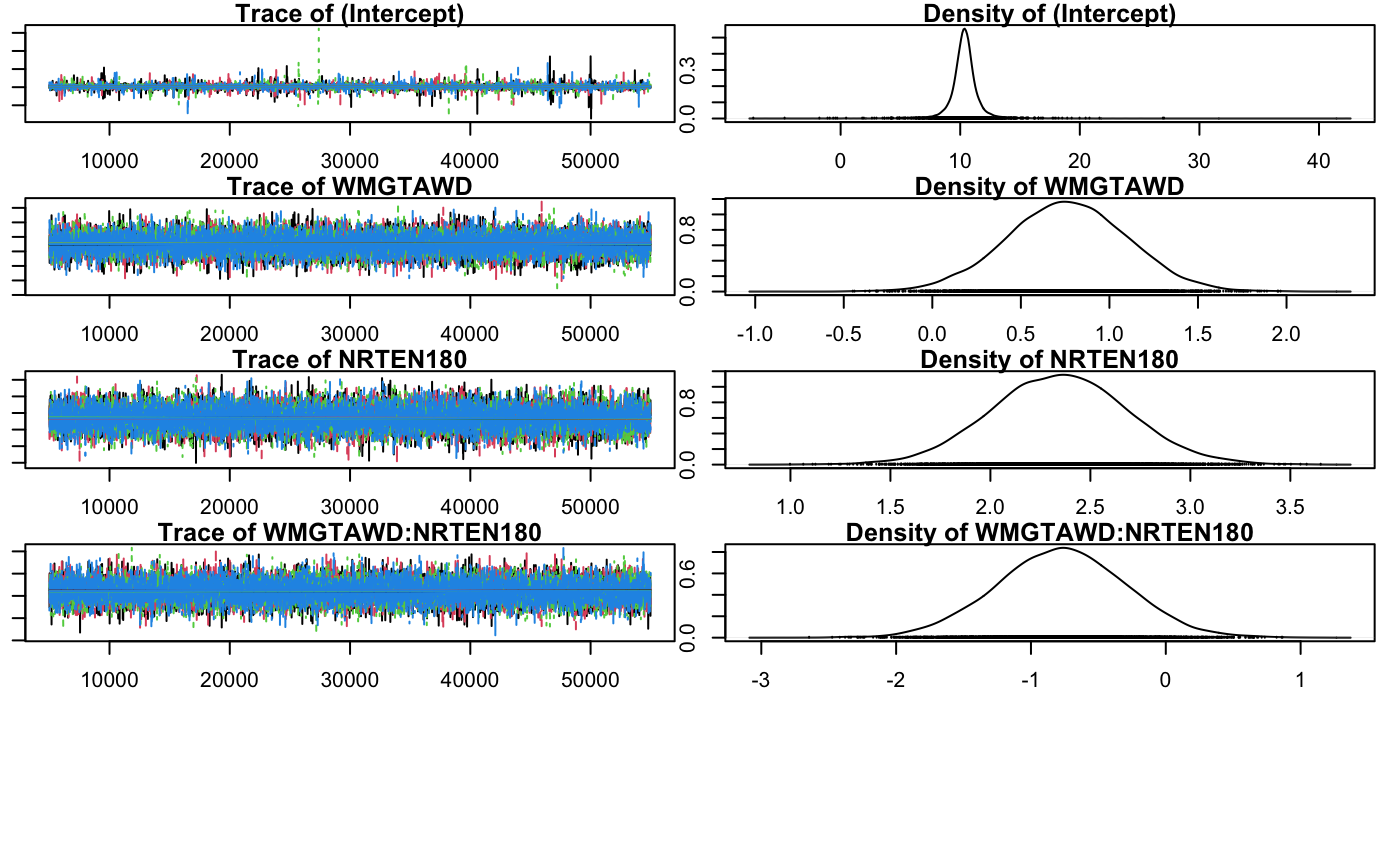 Trace of (Intercept)
10000 20000 30000 40000 50000
Density of (Intercept)
0.0 0.3
0 10 20 30 40
Trace of WMGTAWD
10000 20000 30000 40000 50000
Density of WMGTAWD
0.0 0.8
-1.0 -0.5 0.0 0.5 1.0 1.5 2.0
Trace of NRTEN180
10000 20000 30000 40000 50000
Density of NRTEN180
0.0 0.8
1.0 1.5 2.0 2.5 3.0 3.5
Trace of WMGTAWD:NRTEN180
10000 20000 30000 40000 50000
Density of WMGTAWD:NRTEN180
0.0 0.6
-3 -2 -1 0 1